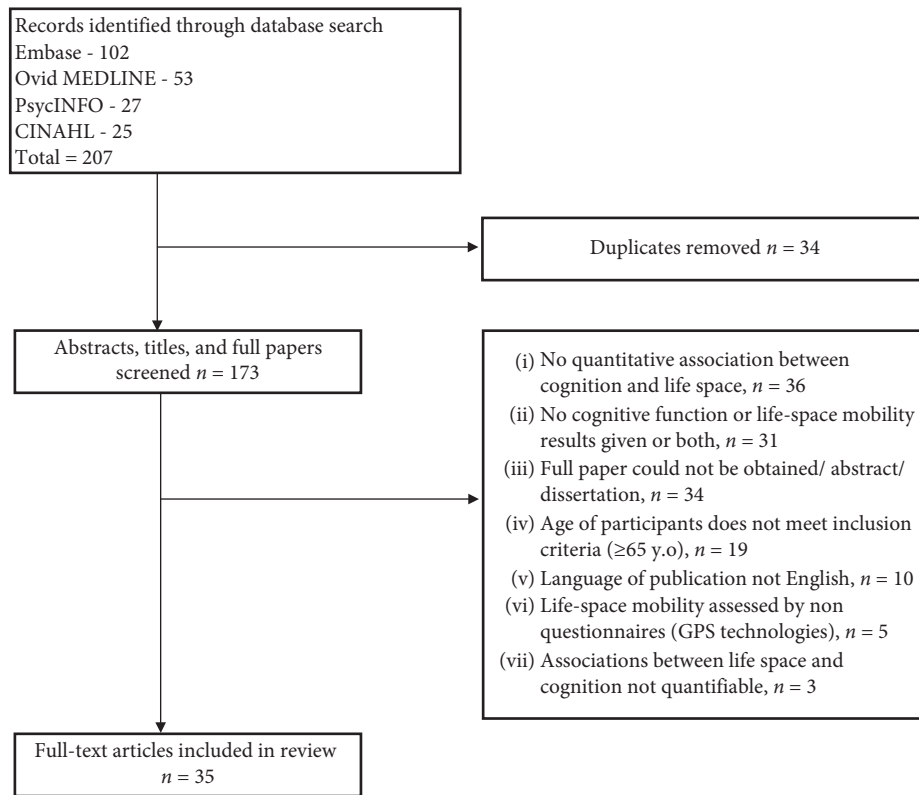 Records identified through database search
Embase - 102
Ovid MEDLINE - 53
PsycINFO - 27
CINAHL - 25
Total = 207
Duplicates removed n = 34
Abstracts, titles, and full papers
screened n = 173
(i) No quantitative association between
cognition and life space, n = 36
(ii) No cognitive function or life-space mobility
results given or both, n = 31
(iii) Full paper could not be obtained/ abstract/
dissertation, n = 34
(iv) Age of participants does not meet inclusion
criteria (≥65 y.o), n = 19
(v) Language of publication not English, n = 10
(vi) Life-space mobility assessed by non
questionnaires (GPS technologies), n = 5
(vii) Associations between life space and
cognition not quantifiable, n = 3
Full-text articles included in review
n = 35